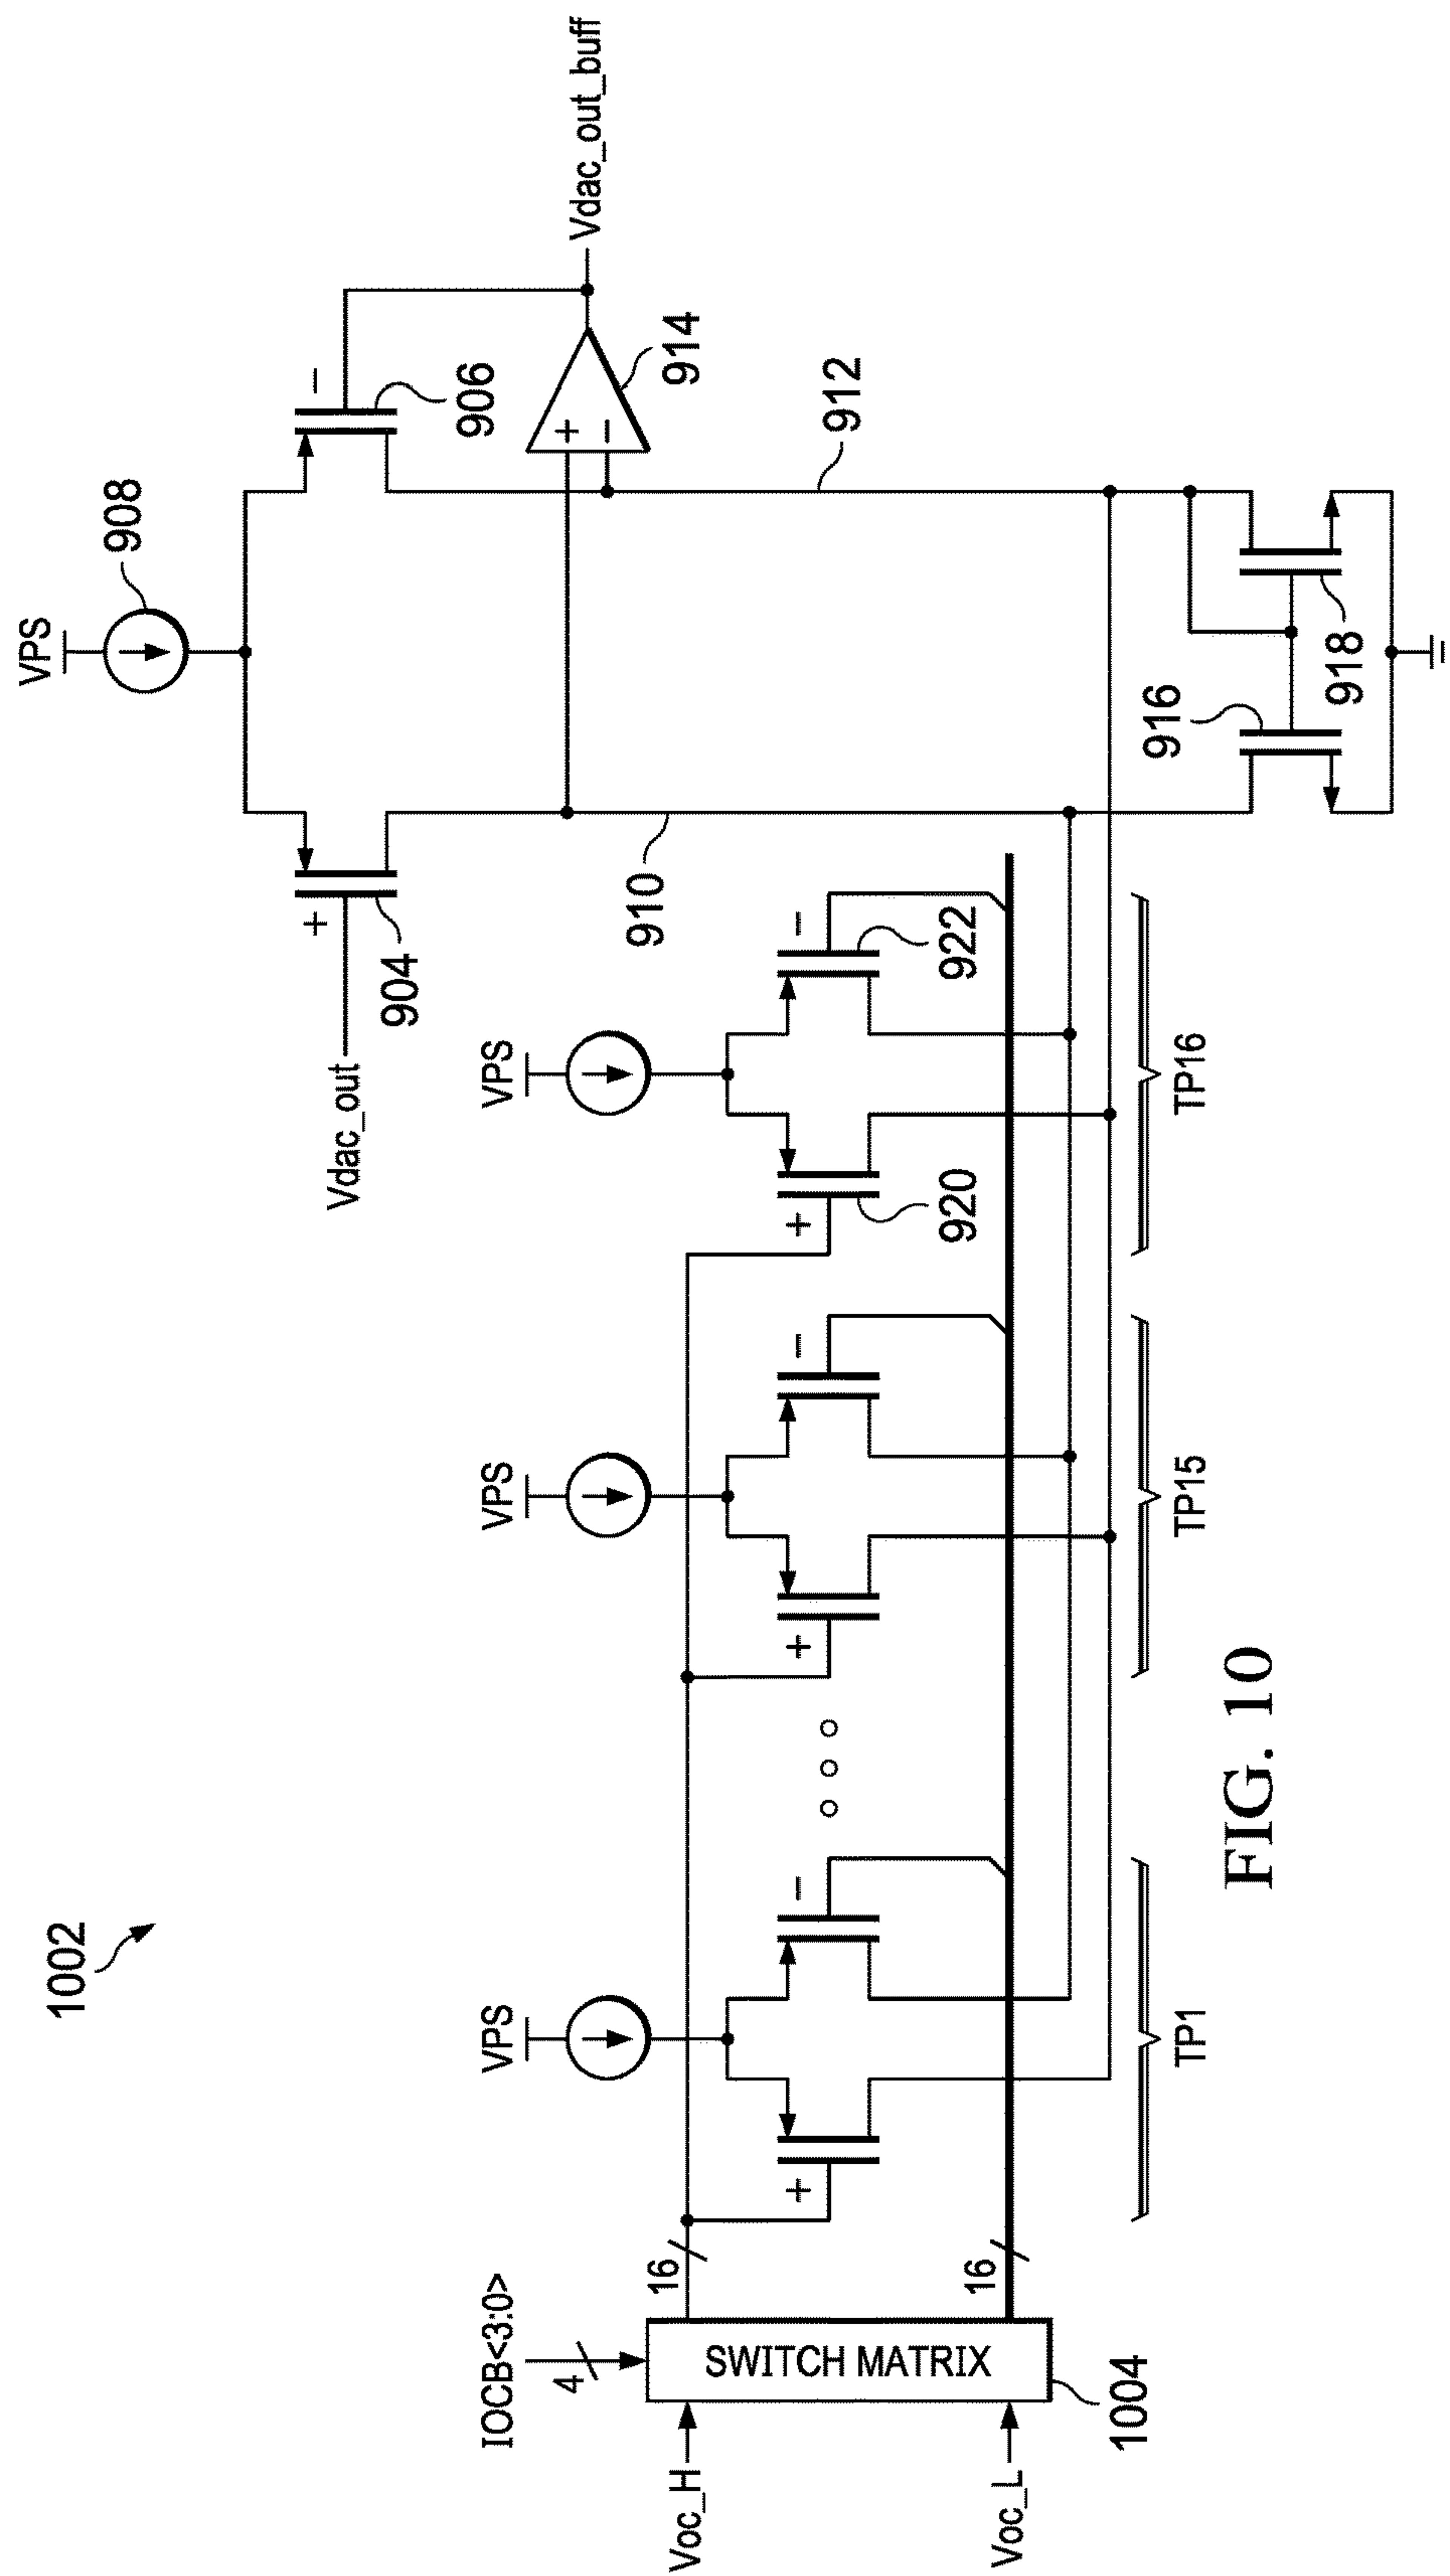 1002
VPS
908
904
+
Vdac_out
906
-
914
+
-
Vdac_out_buff
910
912
VPS
VPS
VPS
+
-
+
-
+
-
920
922
IOCB<3:0>
4
Voc_H
Voc_L
SWITCH MATRIX
1004
16
16
TP1
TP15
TP16
916
918
FIG. 10